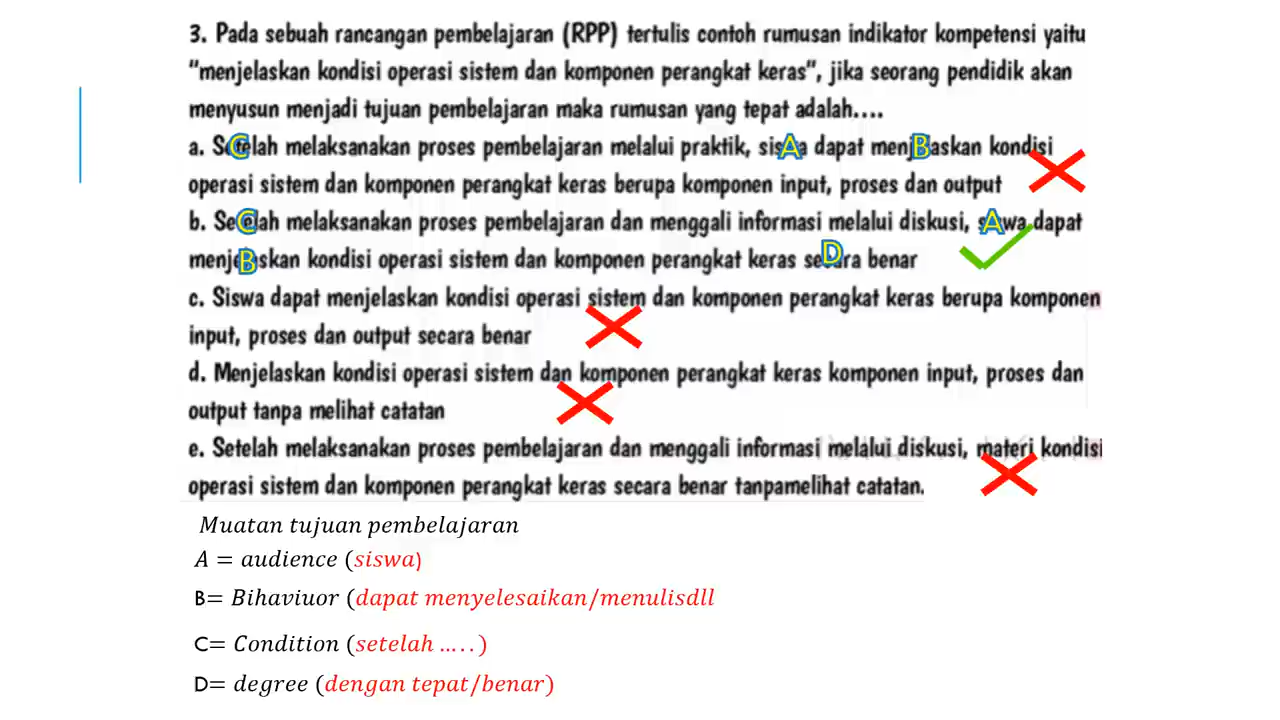 3. Pada sebuah rancangan pembelajaran (RPP) tertulis contoh rumusan indikator kompetensi yaitu
"menjelaskan kondisi operasi sistem dan komponen perangkat keras", jika seorang pendidik akan
menyusun menjadi tujuan pembelajaran maka rumusan yang tepat adalah....
a. Setelah melaksanakan proses pembelajaran melalui praktik, siswa dapat menjelaskan kondisi
C A B
operasi sistem dan komponen perangkat keras berupa komponen input, proses dan output
b. Setelah melaksanakan proses pembelajaran dan menggali informasi melalui diskusi, siswa dapat
C A
menjelaskan kondisi operasi sistem dan komponen perangkat keras secara benar
B D
c. Siswa dapat menjelaskan kondisi operasi sistem dan komponen perangkat keras berupa komponen
input, proses dan output secara benar
d. Menjelaskan kondisi operasi sistem dan komponen perangkat keras komponen input, proses dan
output tanpa melihat catatan
e. Setelah melaksanakan proses pembelajaran dan menggali informasi melalui diskusi, materi kondisi
operasi sistem dan komponen perangkat keras secara benar tanpamelihat catatan.
Muatan tujuan pembelajaran
A = audience (siswa)
B= Bihaviuor (dapat menyelesaikan/menulisdll
C= Condition (setelah .....)
D= degree (dengan tepat/benar)